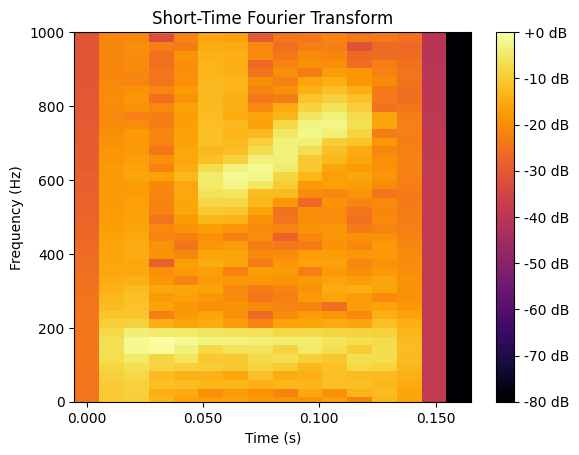 Short-Time Fourier Transform
1000
800
600
400
200
0
Frequency (Hz)
0.000
0.050
0.100
0.150
Time (s)
+0 dB
-10 dB
-20 dB
-30 dB
-40 dB
-50 dB
-60 dB
-70 dB
-80 dB